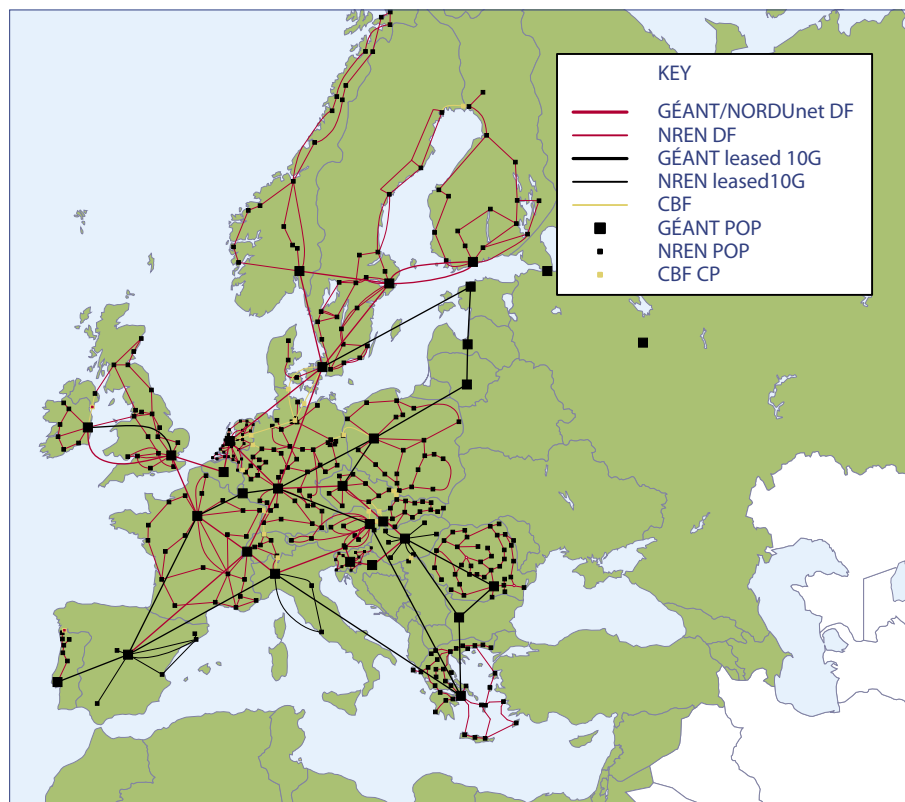 KEY
GÉANT/NORDUnet DF
NREN DF
GÉANT leased 10G
NREN leased10G
CBF
GÉANT POP
NREN POP
CBF CP